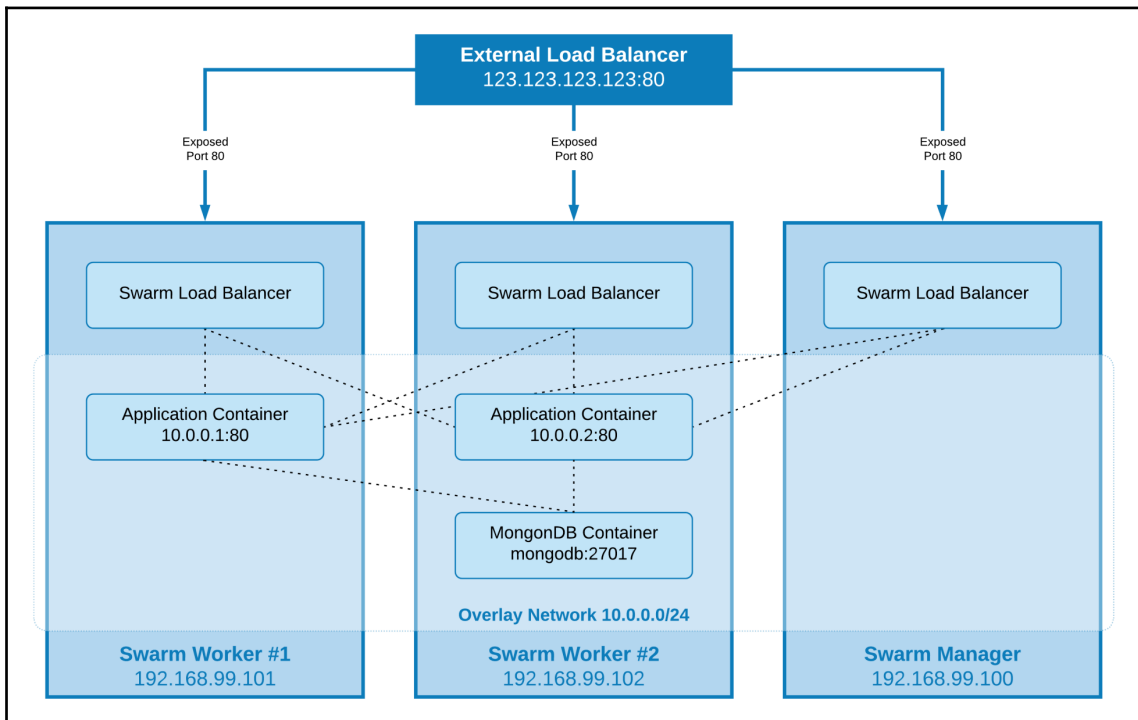 External Load Balancer
123.123.123.123:80
Exposed
Port 80
Exposed
Port 80
Exposed
Port 80
Swarm Load Balancer
Swarm Load Balancer
Swarm Load Balancer
Application Container
10.0.0.1:80
Application Container
10.0.0.2:80
MongonDB Container
mongodb:27017
Overlay Network 10.0.0.0/24
Swarm Worker #1
192.168.99.101
Swarm Worker #2
192.168.99.102
Swarm Manager
192.168.99.100